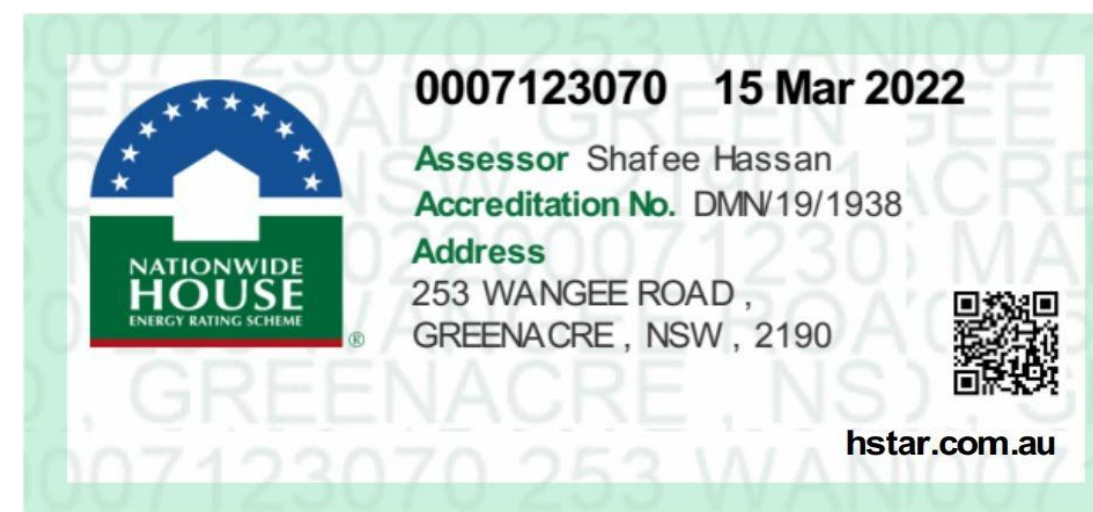 0007123070 15 Mar 2022
Assessor Shafee Hassan
Accreditation No. DMN/19/1938
Address
253 WANGEE ROAD ,
GREENACRE , NSW , 2190
NATIONWIDE
HOUSE
ENERGY RATING SCHEME
®
hstar.com.au